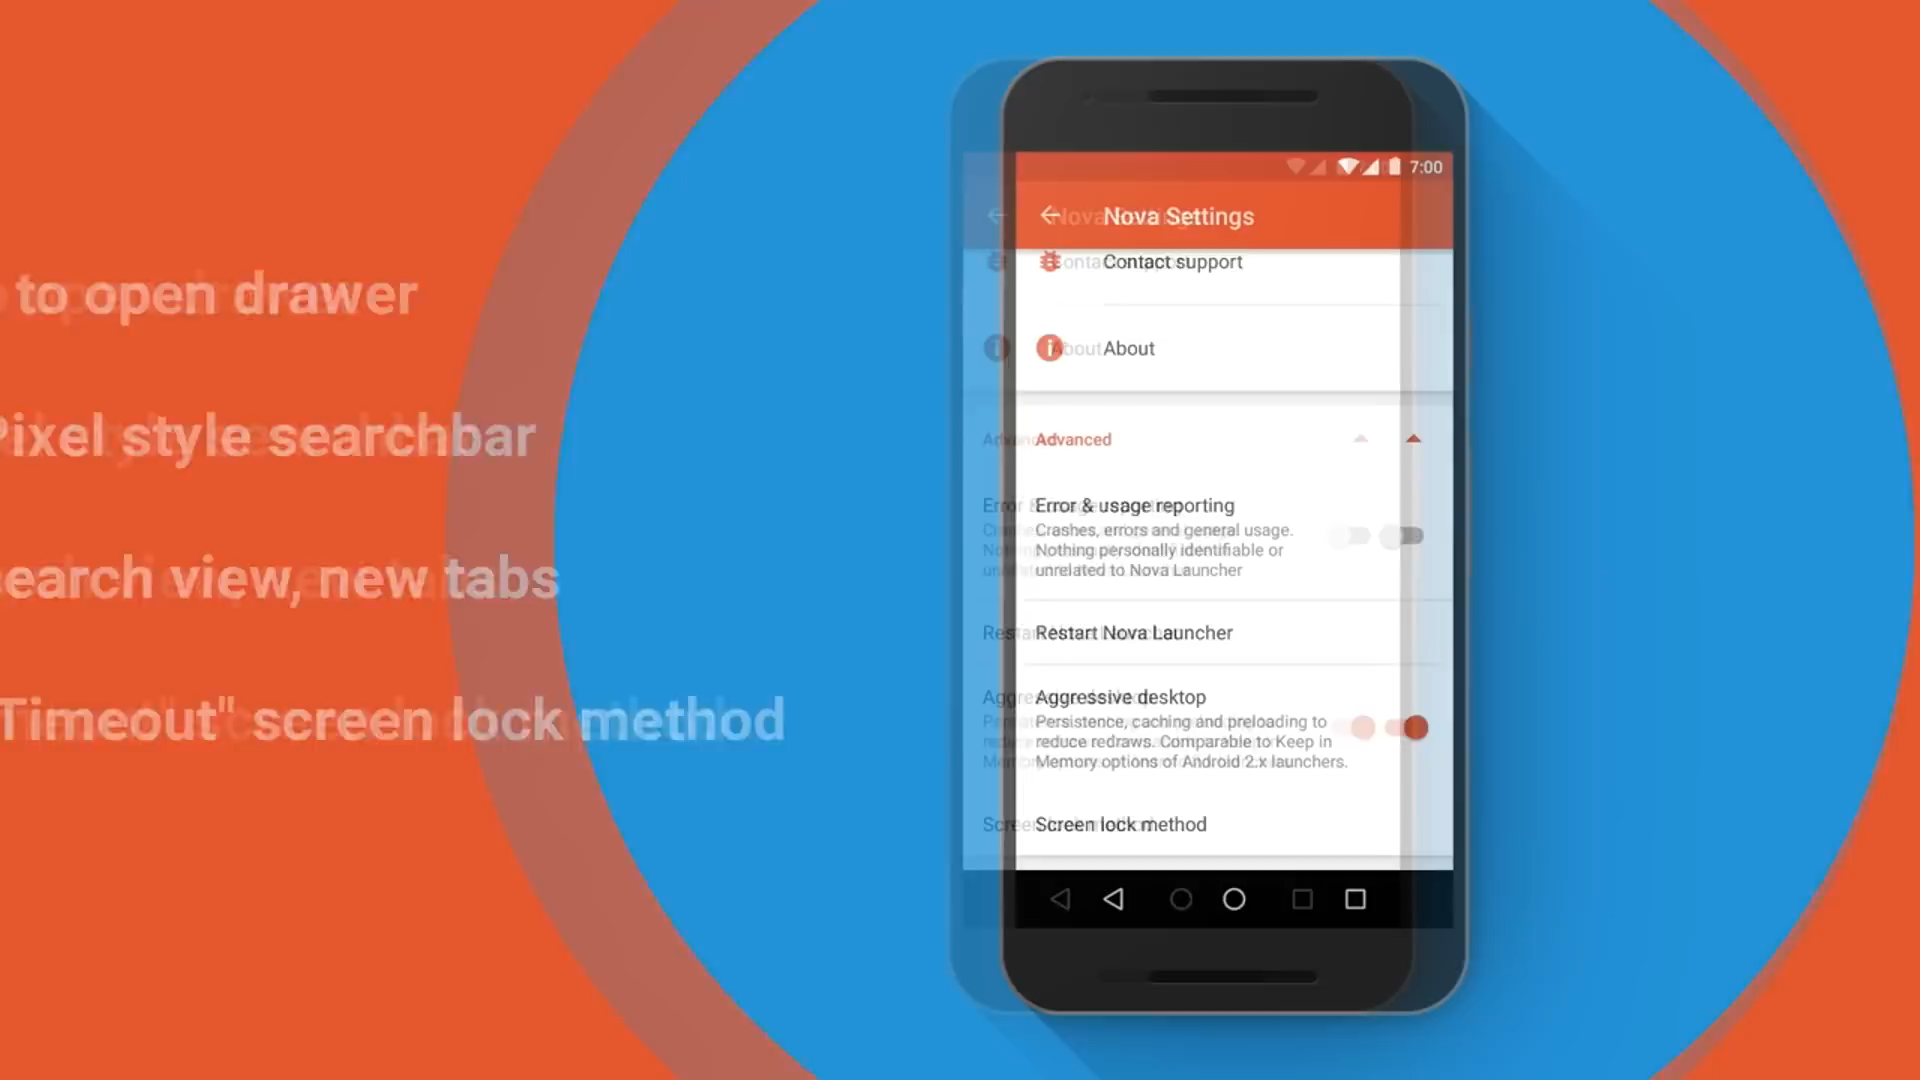 to open drawer
Pixel style searchbar
search view, new tabs
Timeout" screen lock method
7:00
Nova Settings
Contact support
About
Advanced
Error & usage reporting
Crashes, errors and general usage.
Nothing personally identifiable or
unrelated to Nova Launcher
Restart Nova Launcher
Aggressive desktop
Persistence, caching and preloading to
reduce redraws. Comparable to Keep in
Memory options of Android 2.x launchers.
Screen lock method